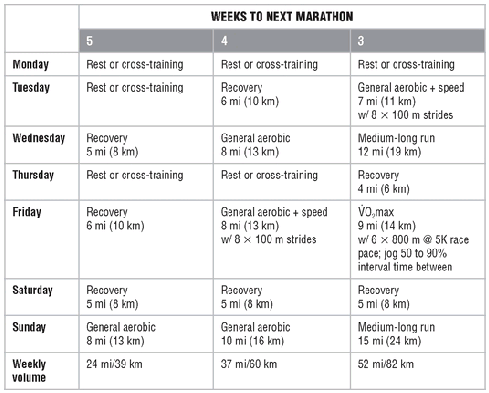 WEEKS TO NEXT MARATHON
5 4 3
Monday Rest or cross-training Rest or cross-training Rest or cross-training
Tuesday Rest or cross-training Recovery General aerobic + speed
6 mi (10 km) 7 mi (11 km)
w/ 8 × 100 m strides
Wednesday Recovery General aerobic Medium-long run
5 mi (8 km) 8 mi (13 km) 12 mi (19 km)
Thursday Rest or cross-training Rest or cross-training Recovery
4 mi (6 km)
Friday Recovery General aerobic + speed V̇O₂max
6 mi (10 km) 8 mi (13 km) 9 mi (14 km)
w/ 8 × 100 m strides w/ 6 × 800 m @ 5K race
pace; jog 50 to 90%
interval time between
Saturday Recovery Recovery Recovery
5 mi (8 km) 5 mi (8 km) 5 mi (8 km)
Sunday General aerobic General aerobic Medium-long run
8 mi (13 km) 10 mi (16 km) 15 mi (24 km)
Weekly 24 mi/39 km 37 mi/60 km 52 mi/82 km
volume